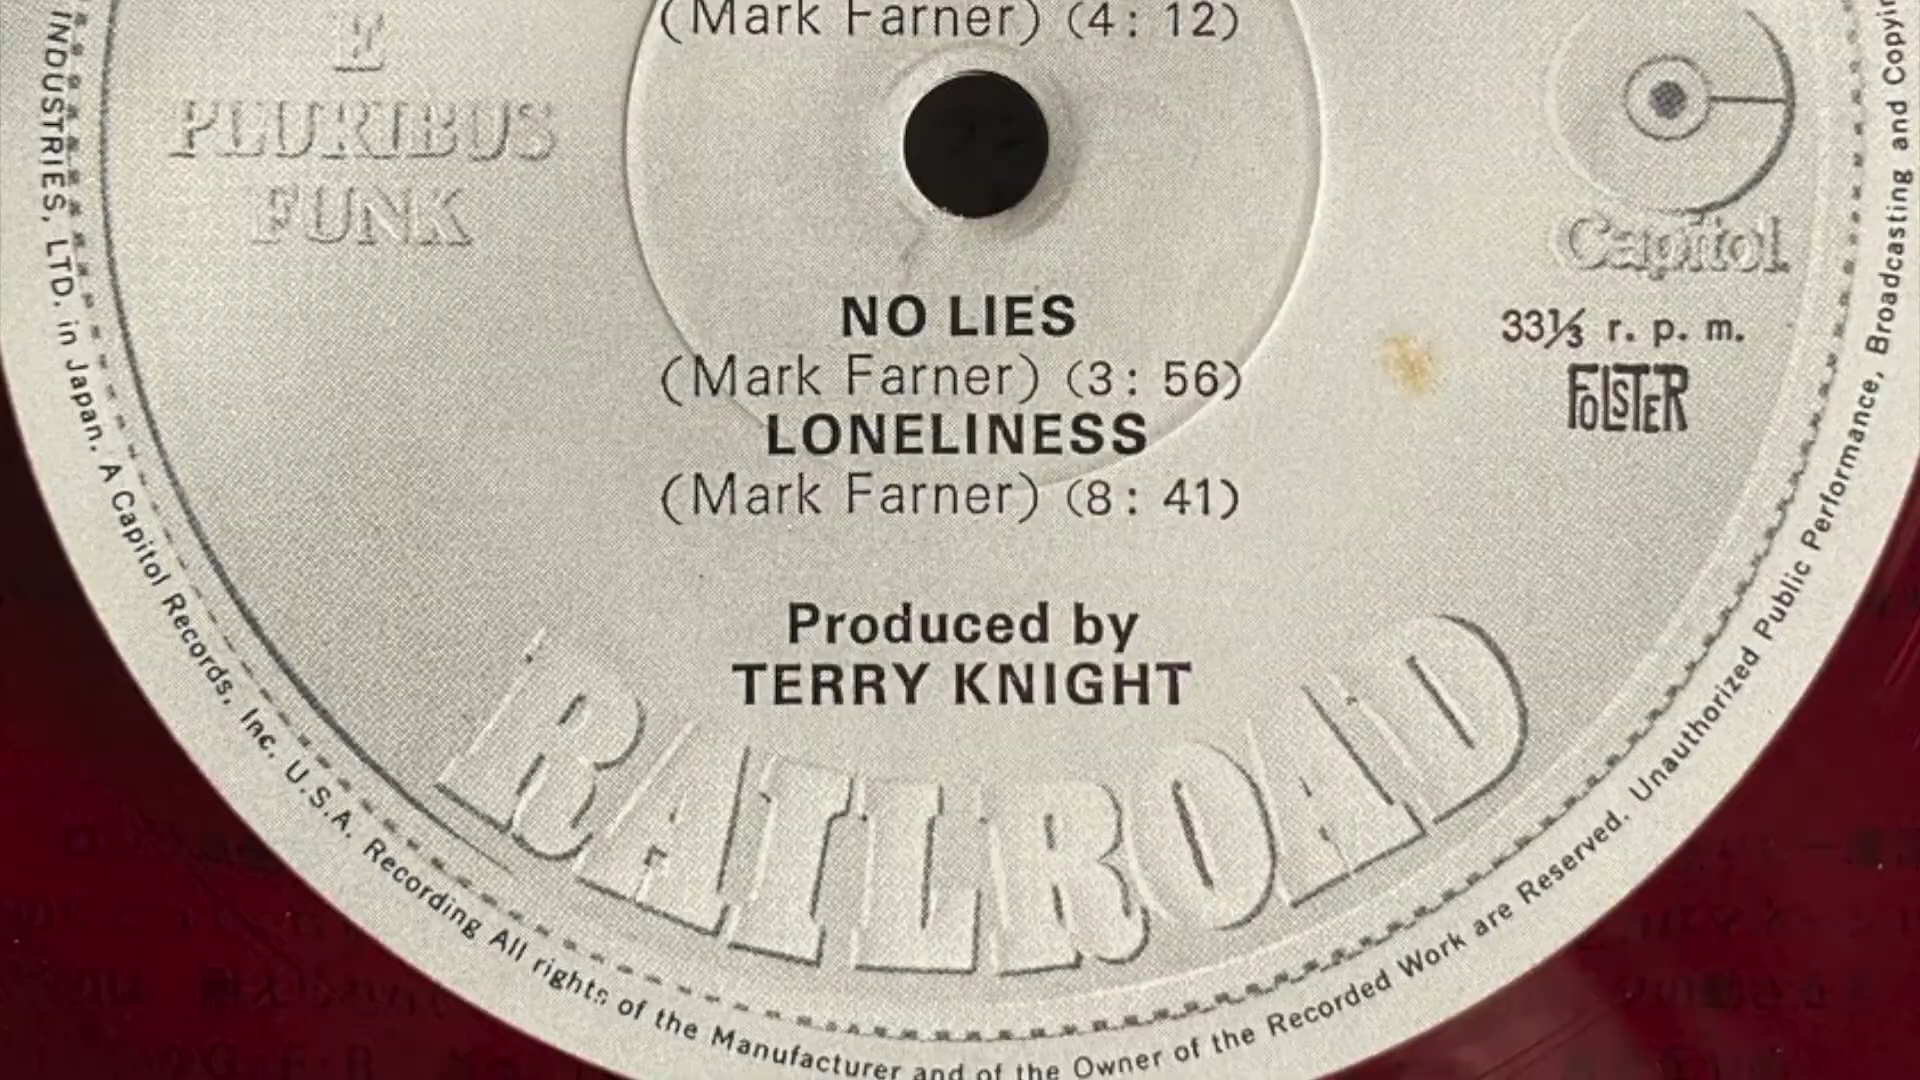 (Mark Farner) (4: 12)
E
PLURIBUS
FUNK
Capitol
NO LIES
(Mark Farner) (3: 56)
LONELINESS
(Mark Farner) (8: 41)
33⅓ r. p. m.
FOLSTER
Produced by
TERRY KNIGHT
RAILROAD
INDUSTRIES, LTD. in Japan. A Capitol Records, Inc. U.S.A. Recording All rights of the Manufacturer and of the Owner of the Recorded Work are Reserved. Unauthorized Public Performance, Broadcasting and Copyin